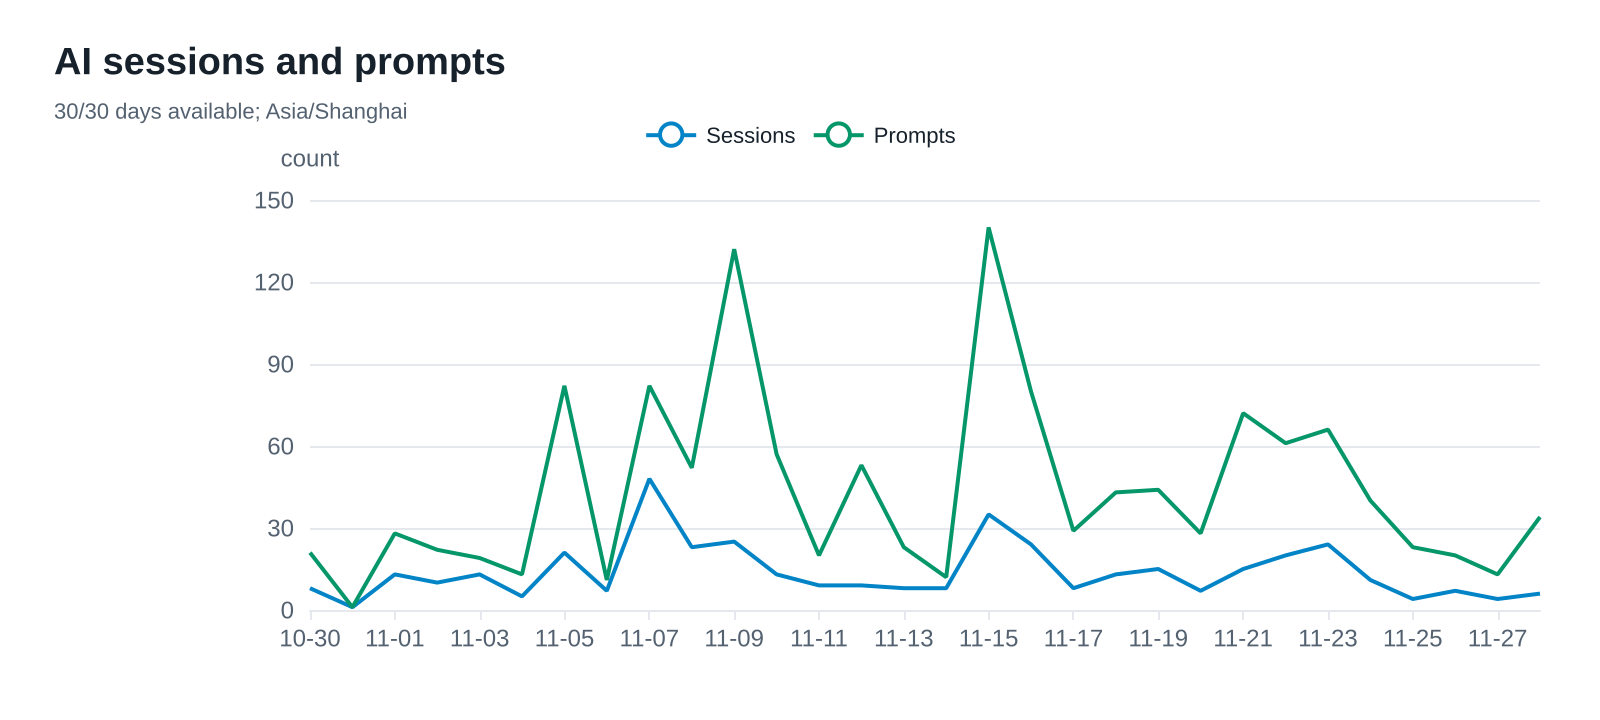 AI sessions and prompts
30/30 days available; Asia/Shanghai
Sessions Prompts
count
150
120
90
60
30
0
10-30 11-01 11-03 11-05 11-07 11-09 11-11 11-13 11-15 11-17 11-19 11-21 11-23 11-25 11-27